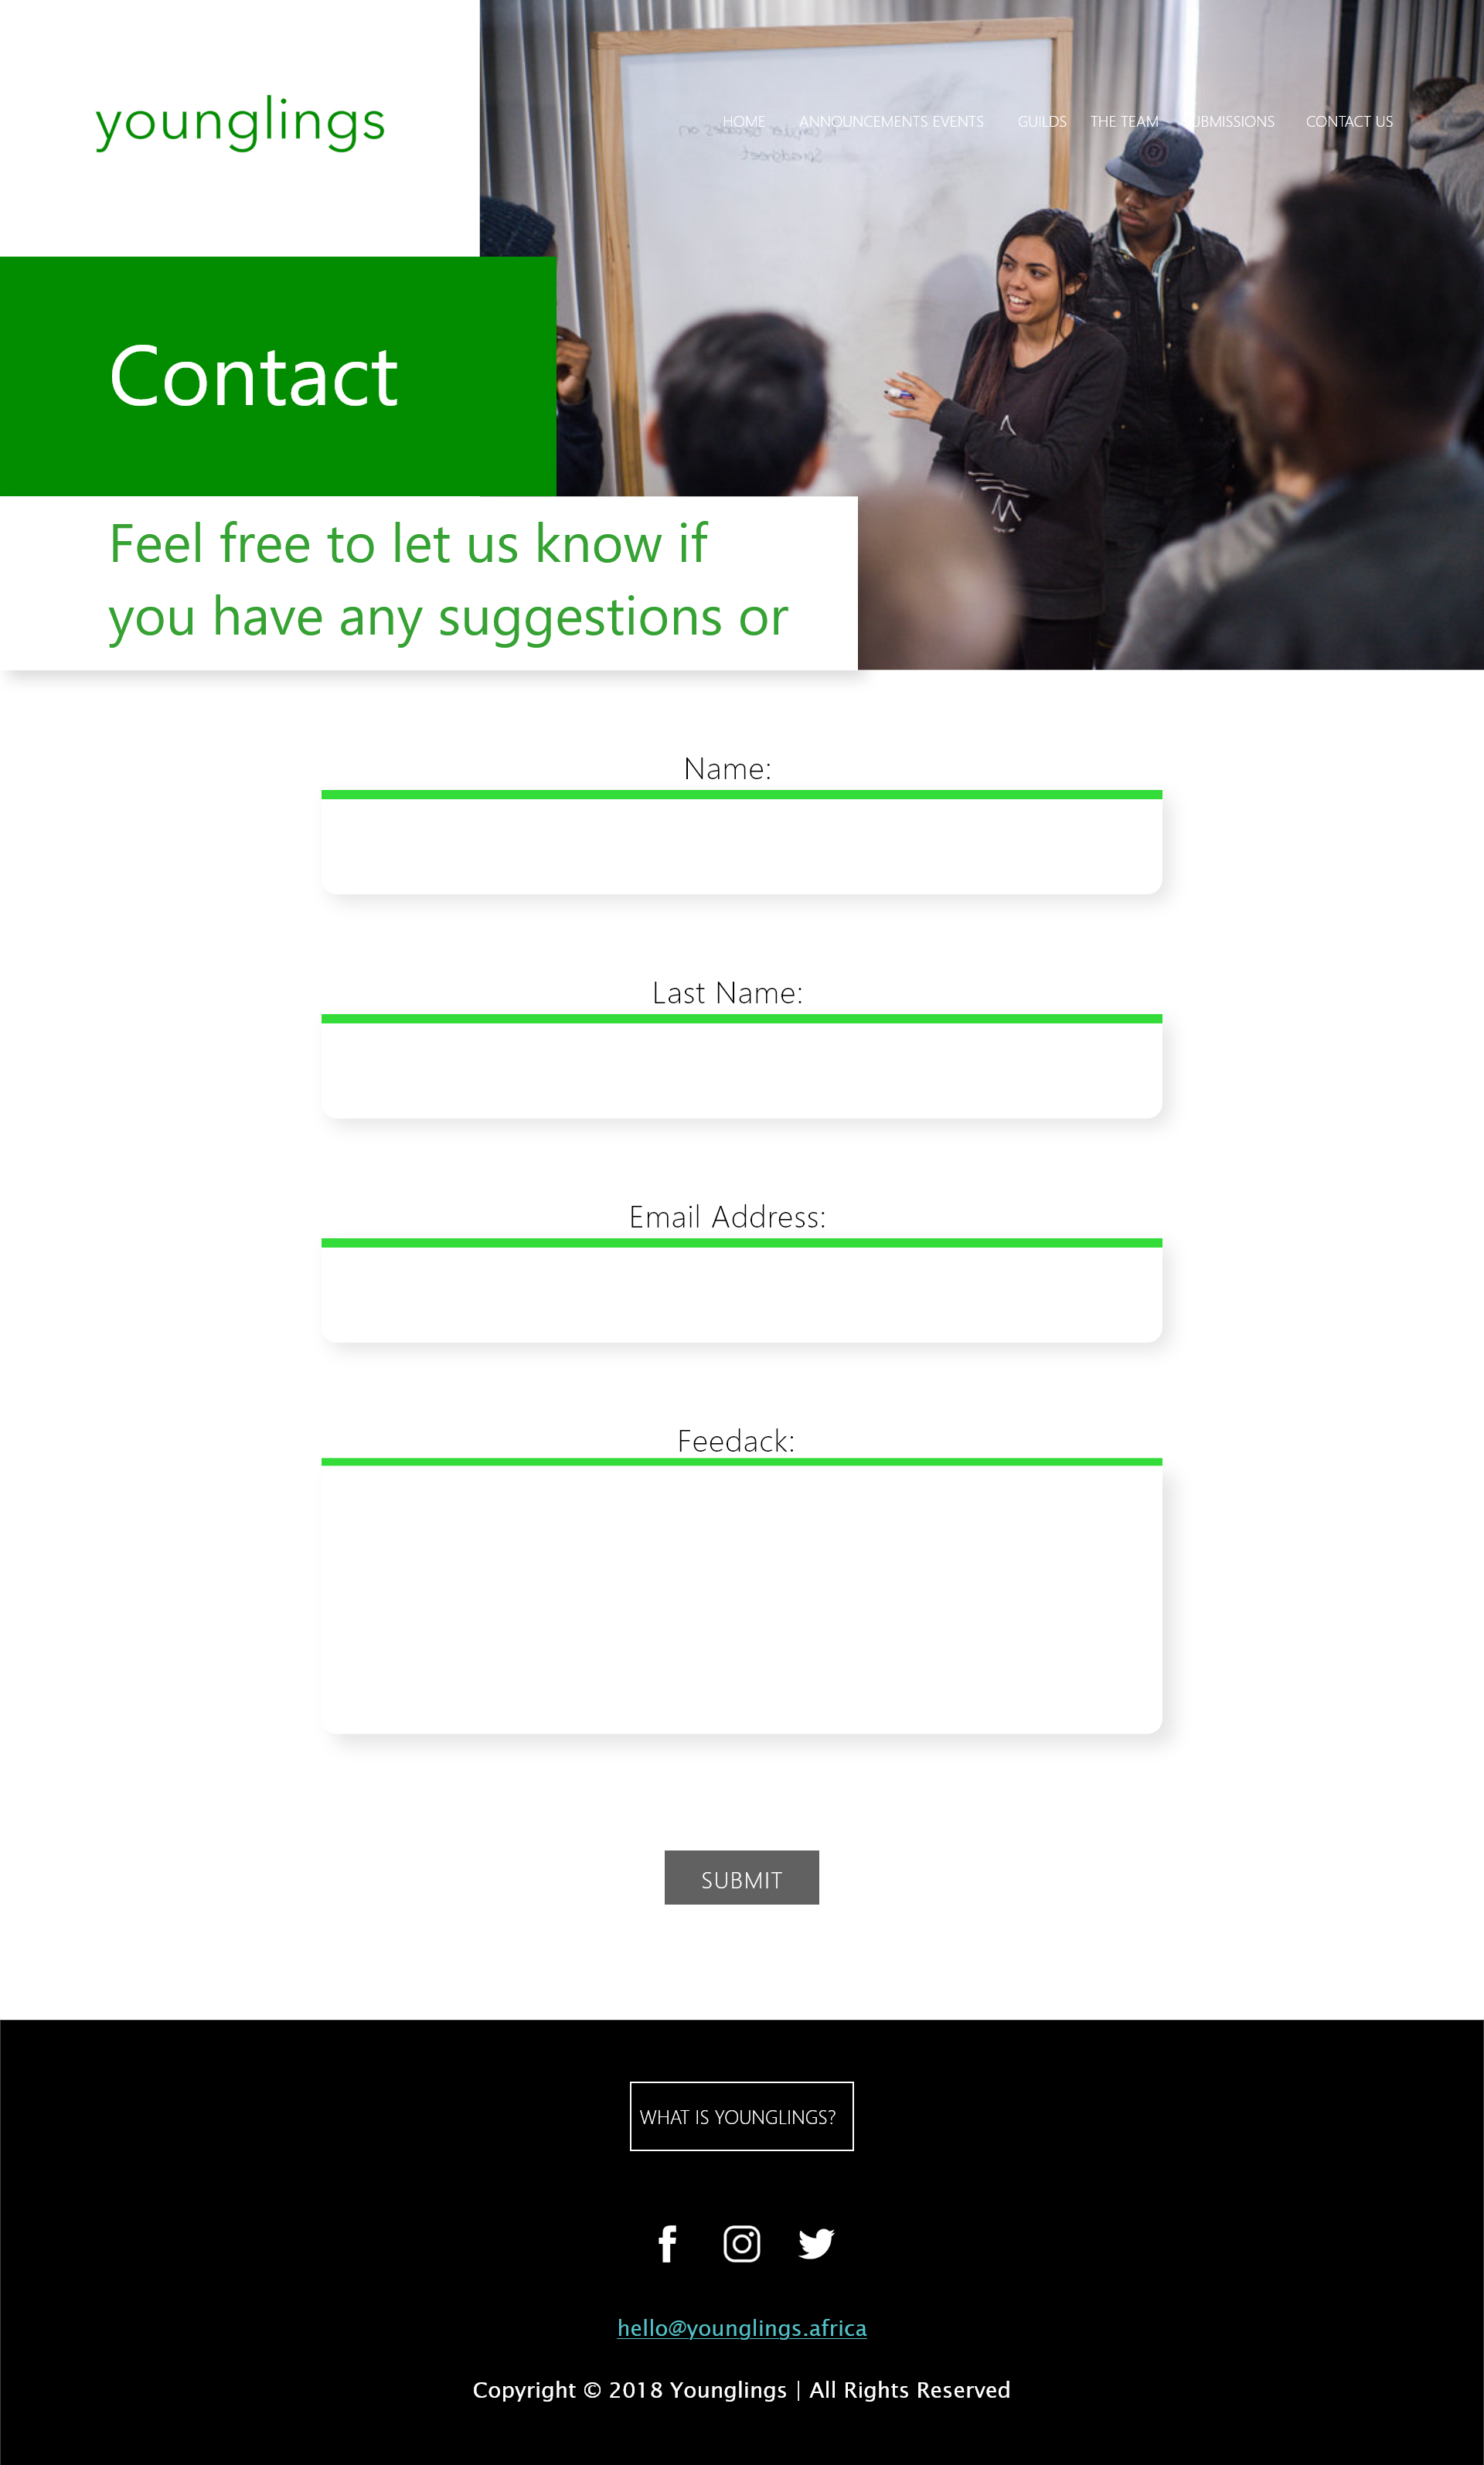 younglings
HOME ANNOUNCEMENTS EVENTS GUILDS THE TEAM SUBMISSIONS CONTACT US
Contact
Feel free to let us know if
you have any suggestions or
Name:
Last Name:
Email Address:
Feedack:
SUBMIT
WHAT IS YOUNGLINGS?
hello@younglings.africa
Copyright © 2018 Younglings | All Rights Reserved